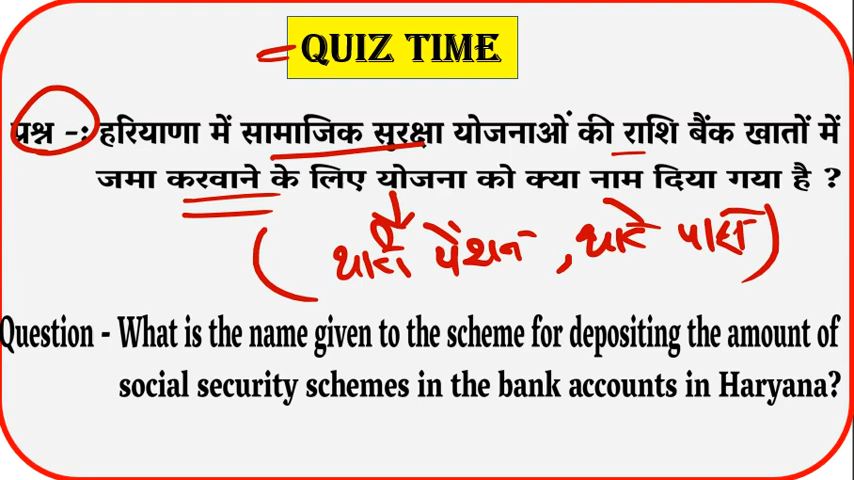 QUIZ TIME
प्रश्न -: हरियाणा में सामाजिक सुरक्षा योजनाओं की राशि बैंक खातों में
जमा करवाने के लिए योजना को क्या नाम दिया गया है ?
(थारी पेंशन, थारे पास)
Question - What is the name given to the scheme for depositing the amount of
social security schemes in the bank accounts in Haryana?